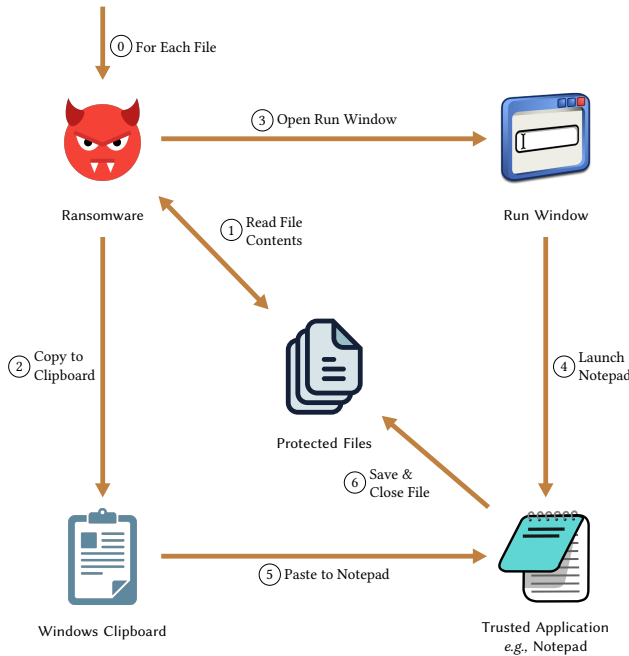 0 For Each File
3 Open Run Window
Ransomware
Run Window
1 Read File
Contents
2 Copy to
Clipboard
4 Launch
Notepad
Protected Files
6 Save &
Close File
5 Paste to Notepad
Windows Clipboard
Trusted Application
e.g., Notepad